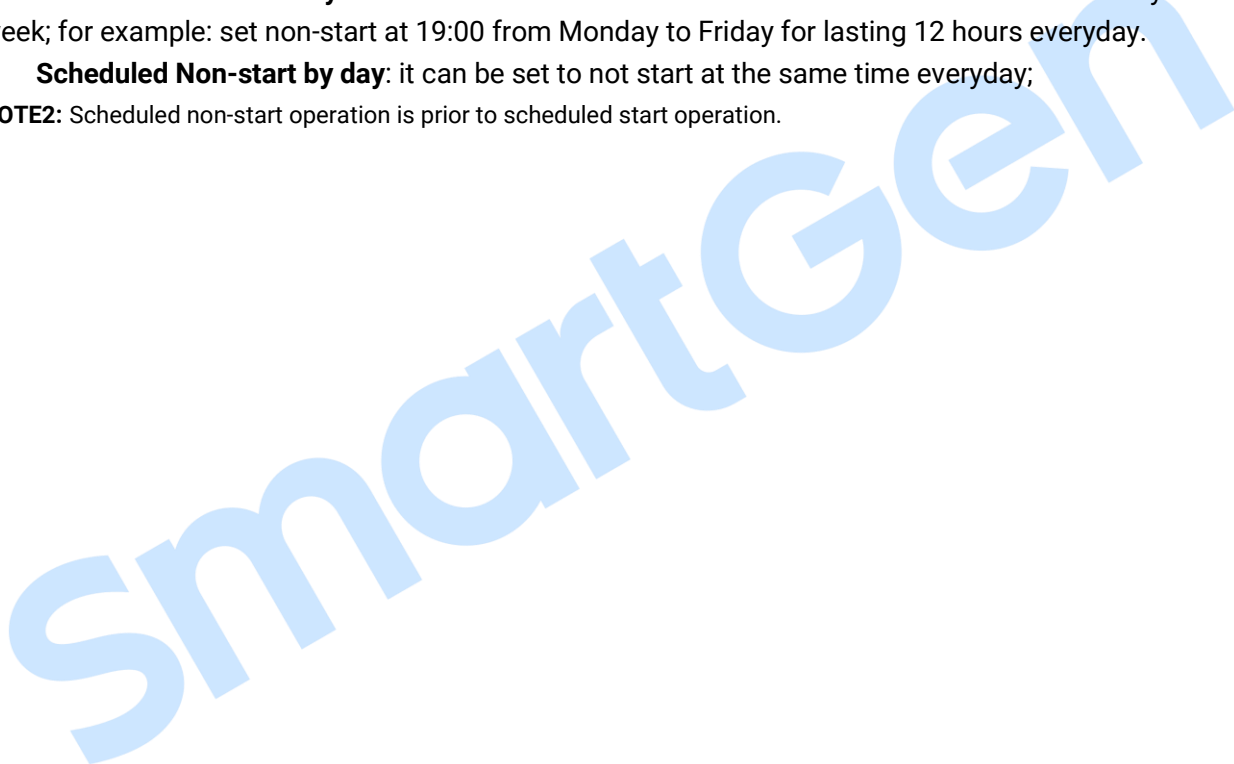 eek; for example: set non-start at 19:00 from Monday to Friday for lasting 12 hours everyday.
Scheduled Non-start by day: it can be set to not start at the same time everyday;
OTE2: Scheduled non-start operation is prior to scheduled start operation.
SmartGen